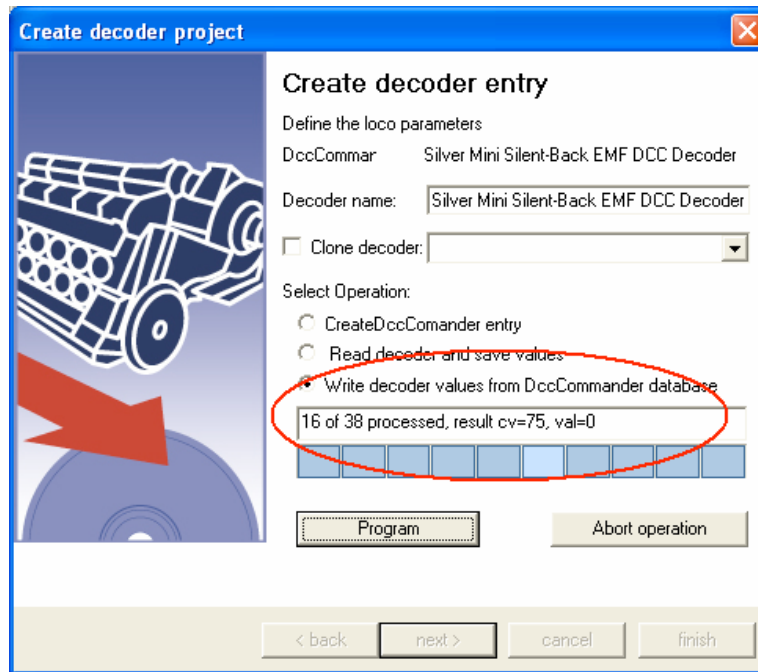 Create decoder project
Create decoder entry
Define the loco parameters
DccCommar Silver Mini Silent-Back EMF DCC Decoder
Decoder name: Silver Mini Silent-Back EMF DCC Decoder
Clone decoder:
Select Operation:
CreateDccComander entry
Read decoder and save values
Write decoder values from DccCommander database
16 of 38 processed, result cv=75, val=0
Program Abort operation
< back next > cancel finish